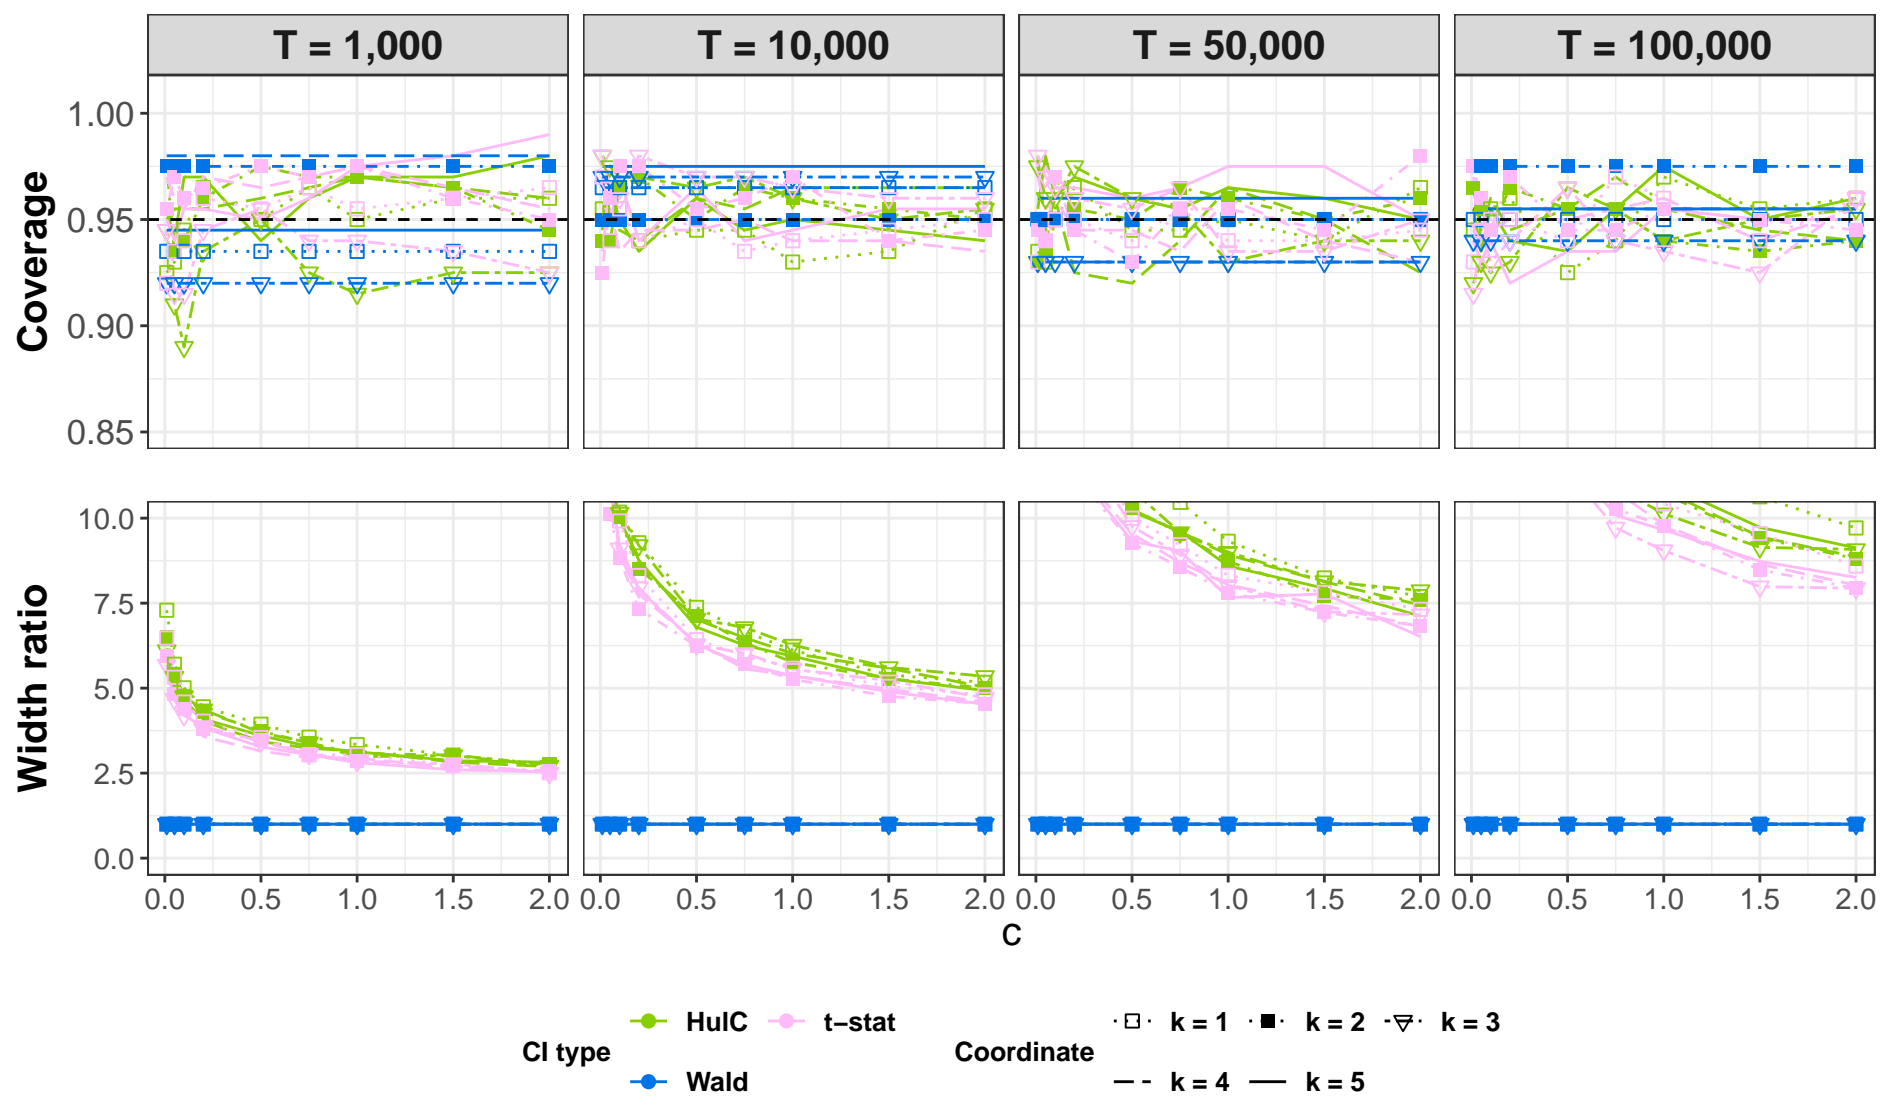 T = 1,000
T = 10,000
T = 50,000
T = 100,000
Coverage
1.00
0.95
0.90
0.85
Width ratio
10.0
7.5
5.0
2.5
0.0
0.0 0.5 1.0 1.5 2.0
0.0 0.5 1.0 1.5 2.0
0.0 0.5 1.0 1.5 2.0
0.0 0.5 1.0 1.5 2.0
c
CI type
HulC
t−stat
Wald
Coordinate
k = 1
k = 2
k = 3
k = 4
k = 5